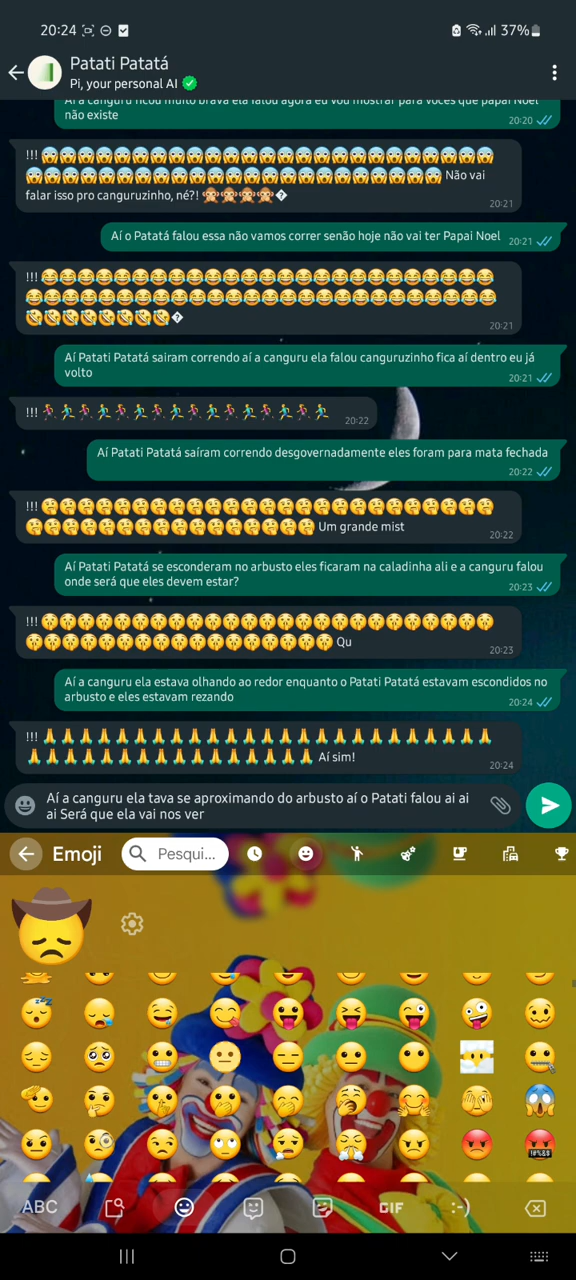 20:24
37%
Patati Patatá
Pi, your personal AI
Aí a canguru ficou muito brava ela falou agora eu vou mostrar para vocês que papai Noel
não existe
20:20
!!! 😱😱😱😱😱😱😱😱😱😱😱😱😱😱😱😱😱😱😱😱😱😱😱😱😱
😱😱😱😱😱😱😱😱😱😱😱😱😱😱😱😱😱😱😱😱😱😱😱 Não vai
falar isso pro canguruzinho, né?! 🙊🙊🙊🙊�
20:21
Aí o Patatá falou essa não vamos correr senão hoje não vai ter Papai Noel
20:21
!!! 😂😂😂😂😂😂😂😂😂😂😂😂😂😂😂😂😂😂😂😂😂😂😂😂😂
😂😂😂😂😂😂😂😂😂😂😂😂😂😂😂😂😂😂😂😂😂😂😂😂😂😂
🤣🤣🤣🤣🤣🤣🤣🤣�
20:21
Aí Patati Patatá sairam correndo aí a canguru ela falou canguruzinho fica aí dentro eu já
volto
20:21
!!! 🏃‍♀️🏃‍♂️🏃‍♀️🏃‍♂️🏃‍♀️🏃‍♂️🏃‍♀️🏃‍♂️🏃‍♀️🏃‍♂️🏃‍♀️🏃‍♂️🏃‍♀️🏃‍♂️🏃‍♀️🏃‍♂️
20:22
Aí Patati Patatá saíram correndo desgovernadamente eles foram para mata fechada
20:22
!!! 🤔🤔🤔🤔🤔🤔🤔🤔🤔🤔🤔🤔🤔🤔🤔🤔🤔🤔🤔🤔🤔🤔🤔🤔🤔
🤔🤔🤔🤔🤔🤔🤔🤔🤔🤔🤔🤔🤔🤔🤔🤔 Um grande mist
20:22
Aí Patati Patatá se esconderam no arbusto eles ficaram na caladinha ali e a canguru falou
onde será que eles devem estar?
20:23
!!! 🤫🤫🤫🤫🤫🤫🤫🤫🤫🤫🤫🤫🤫🤫🤫🤫🤫🤫🤫🤫🤫🤫🤫🤫🤫
🤫🤫🤫🤫🤫🤫🤫🤫🤫🤫🤫🤫🤫🤫🤫🤫🤫 Qu
20:23
Aí a canguru ela estava olhando ao redor enquanto o Patati Patatá estavam escondidos no
arbusto e eles estavam rezando
20:24
!!! 🙏🙏🙏🙏🙏🙏🙏🙏🙏🙏🙏🙏🙏🙏🙏🙏🙏🙏🙏🙏🙏🙏🙏🙏🙏
🙏🙏🙏🙏🙏🙏🙏🙏🙏🙏🙏🙏🙏🙏🙏🙏 Aí sim!
20:24
Aí a canguru ela tava se aproximando do arbusto aí o Patati falou ai ai
ai Será que ela vai nos ver
Emoji
Pesqui...
ABC
GIF
:-)